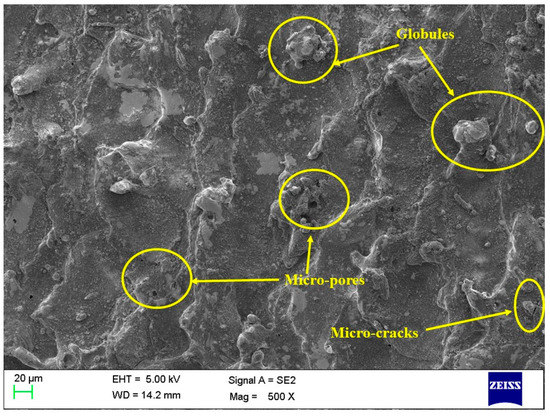 Globules
Micro-pores
Micro-cracks
20 µm
EHT = 5.00 kV
Signal A = SE2
WD = 14.2 mm
Mag = 500 X
ZEISS